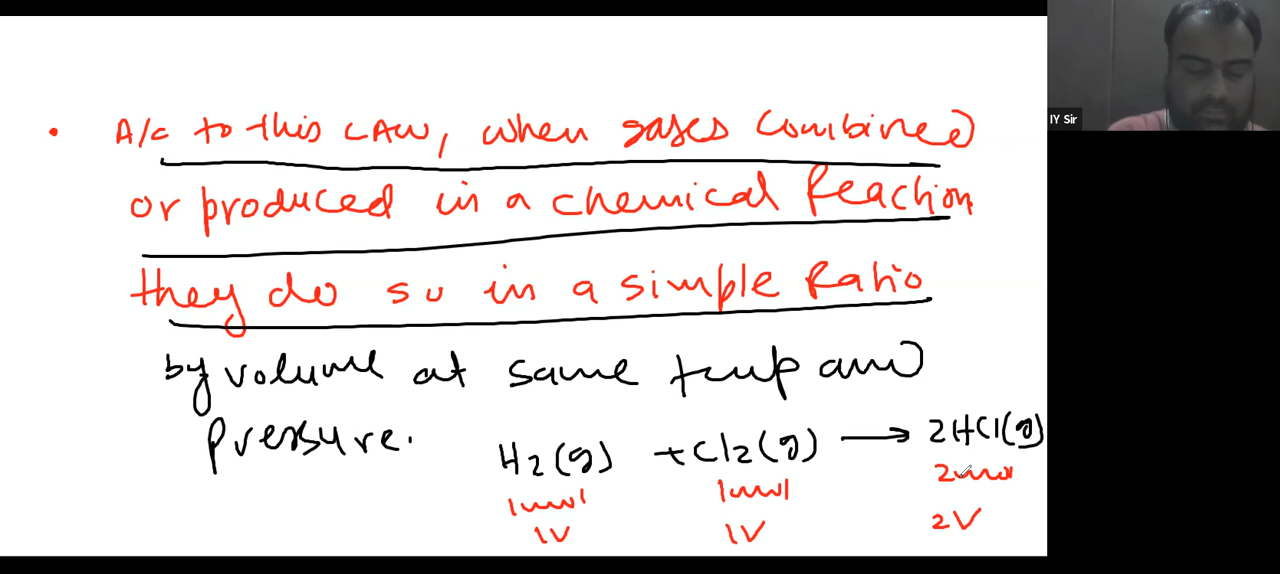 • A/c to this LAW, when gases combined
or produced in a chemical Reaction
they do so in a simple Ratio
by volume at same temp and
pressure.
H2(g) + Cl2(g) ⟶ 2HCl(g)
1mol 1mol 2mol
1V 1V 2V
IY Sir